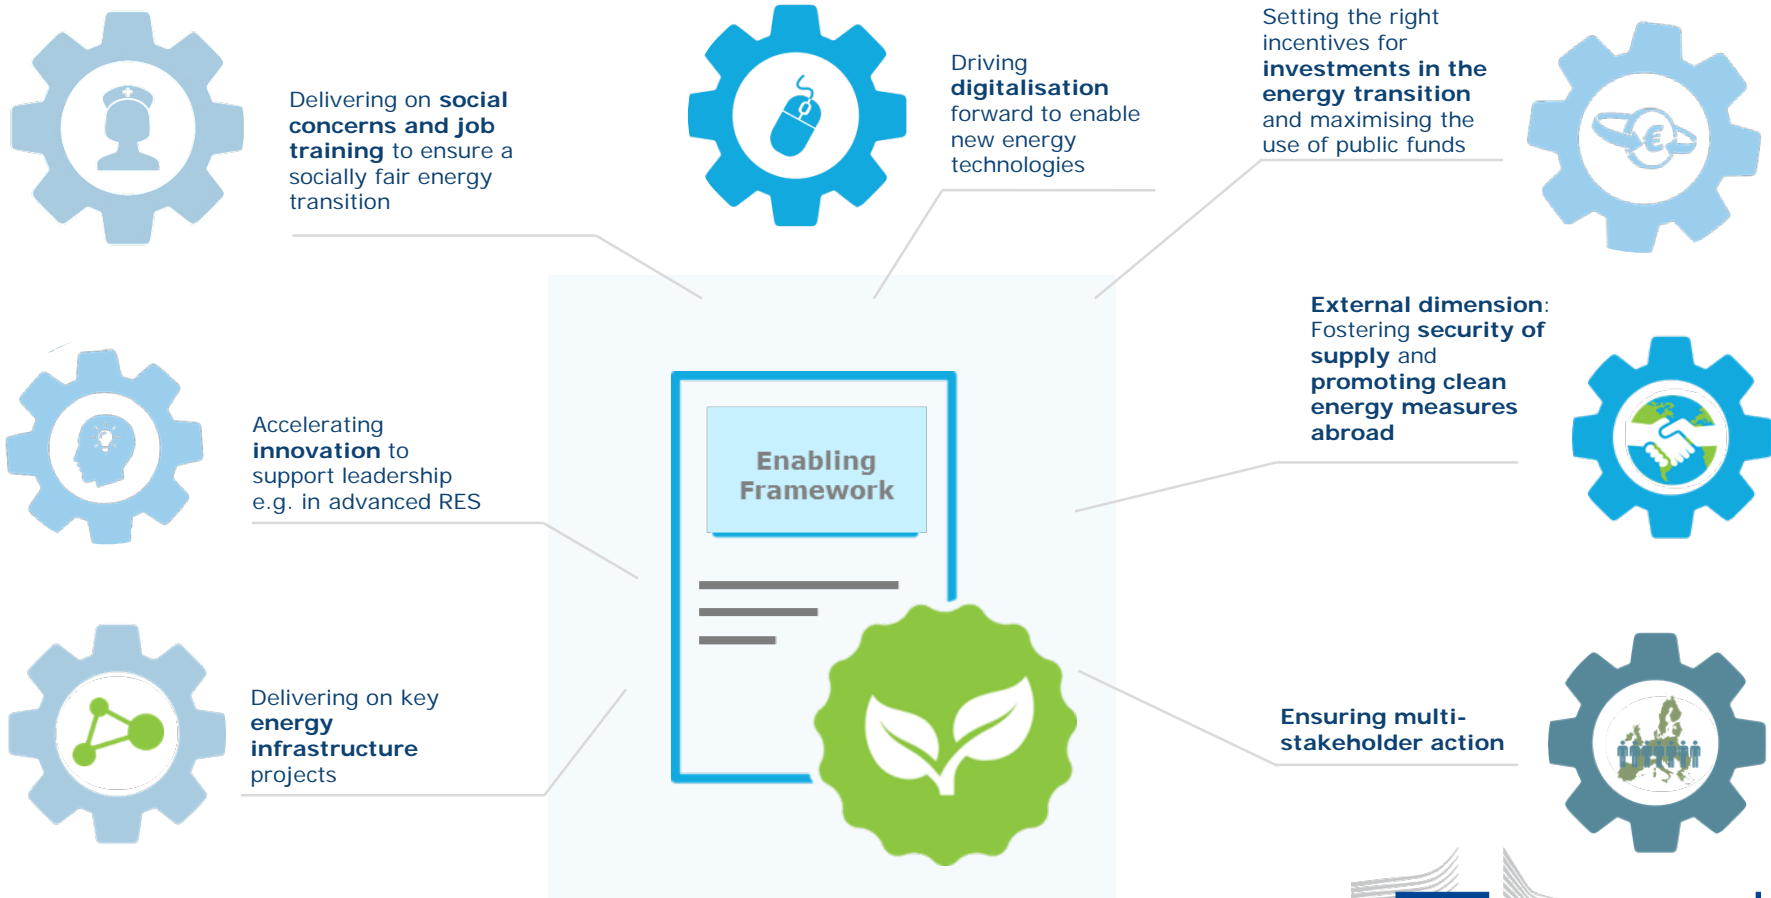 Delivering on social
concerns and job
training to ensure a
socially fair energy
transition
Driving
digitalisation
forward to enable
new energy
technologies
Setting the right
incentives for
investments in the
energy transition
and maximising the
use of public funds
Accelerating
innovation to
support leadership
e.g. in advanced RES
Enabling
Framework
External dimension:
Fostering security of
supply and
promoting clean
energy measures
abroad
Delivering on key
energy
infrastructure
projects
Ensuring multi-
stakeholder action
€